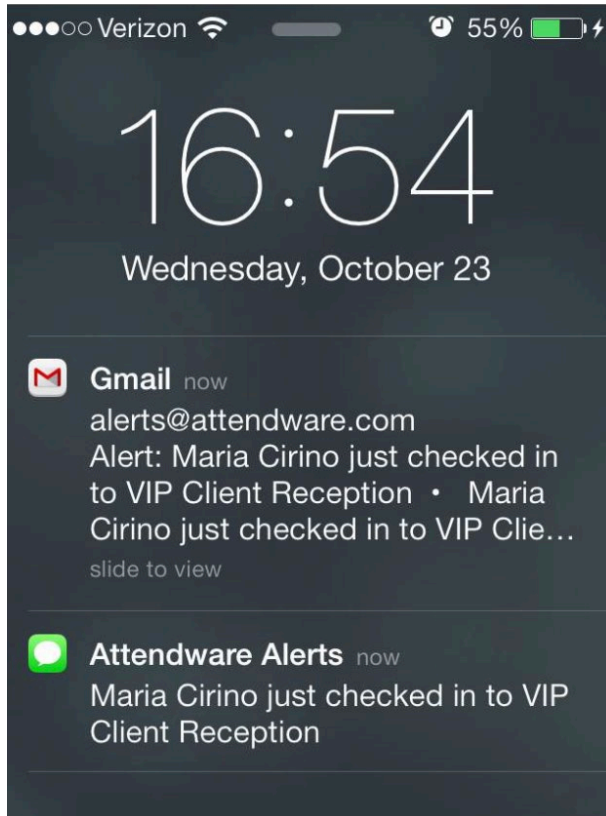 Verizon 55%
16:54
Wednesday, October 23
Gmail now
alerts@attendware.com
Alert: Maria Cirino just checked in
to VIP Client Reception • Maria
Cirino just checked in to VIP Clie...
slide to view
Attendware Alerts now
Maria Cirino just checked in to VIP
Client Reception